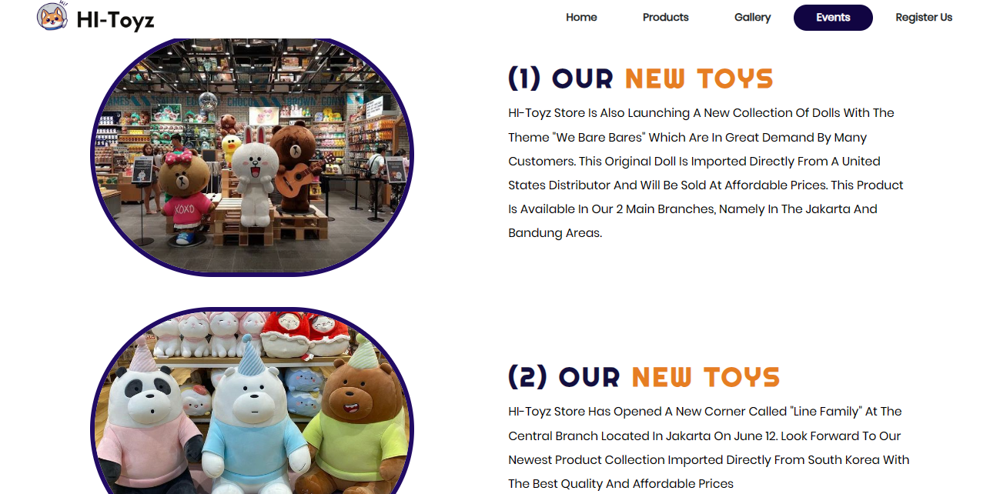 Hi!
HI-Toyz
Home
Products
Gallery
Events
Register Us
BROWN
XOXO
(1) OUR NEW TOYS
HI-Toyz Store Is Also Launching A New Collection Of Dolls With The
Theme "We Bare Bares" Which Are In Great Demand By Many
Customers. This Original Doll Is Imported Directly From A United
States Distributor And Will Be Sold At Affordable Prices. This Product
Is Available In Our 2 Main Branches, Namely In The Jakarta And
Bandung Areas.
(2) OUR NEW TOYS
HI-Toyz Store Has Opened A New Corner Called "Line Family" At The
Central Branch Located In Jakarta On June 12. Look Forward To Our
Newest Product Collection Imported Directly From South Korea With
The Best Quality And Affordable Prices